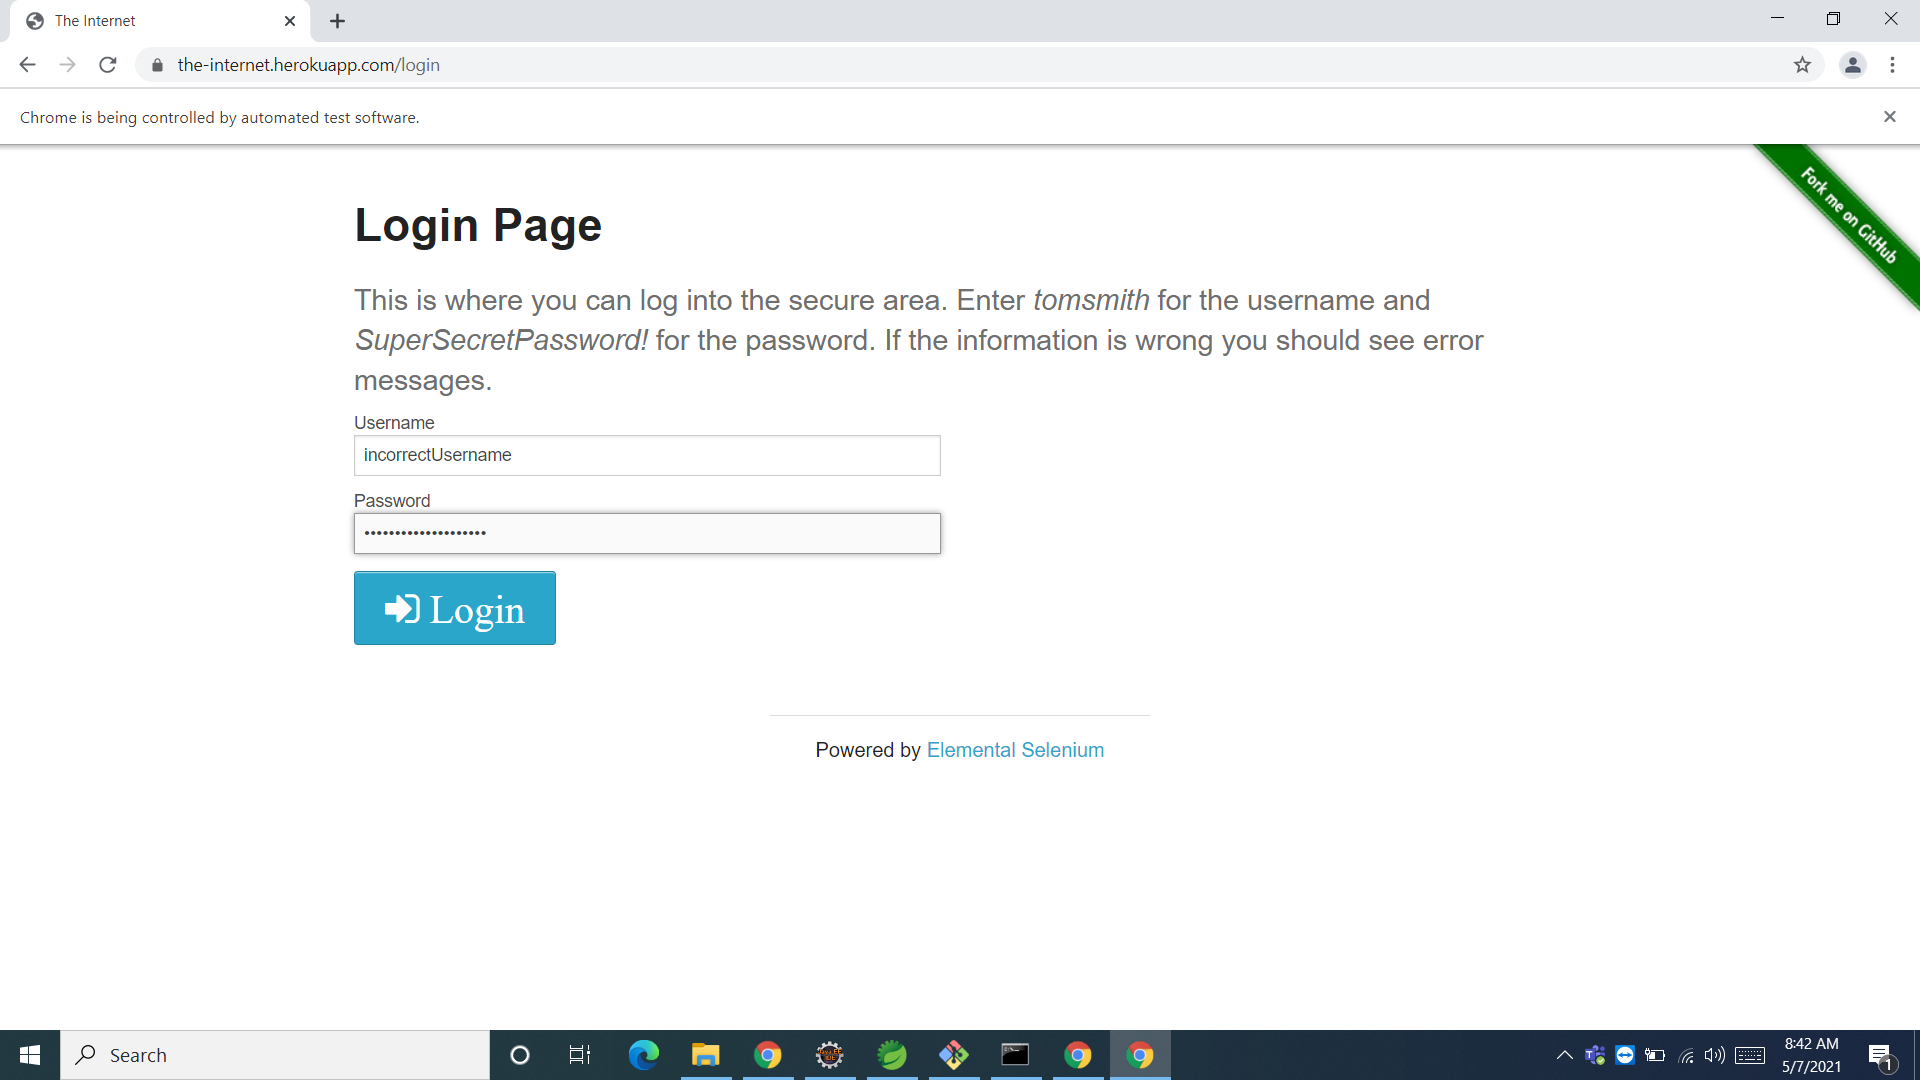 The Internet
the-internet.herokuapp.com/login
Chrome is being controlled by automated test software.
Fork me on GitHub
Login Page
This is where you can log into the secure area. Enter tomsmith for the username and
SuperSecretPassword! for the password. If the information is wrong you should see error
messages.
Username
incorrectUsername
Password
••••••••••••••••••••
Login
Powered by Elemental Selenium
Search
8:42 AM
5/7/2021
1